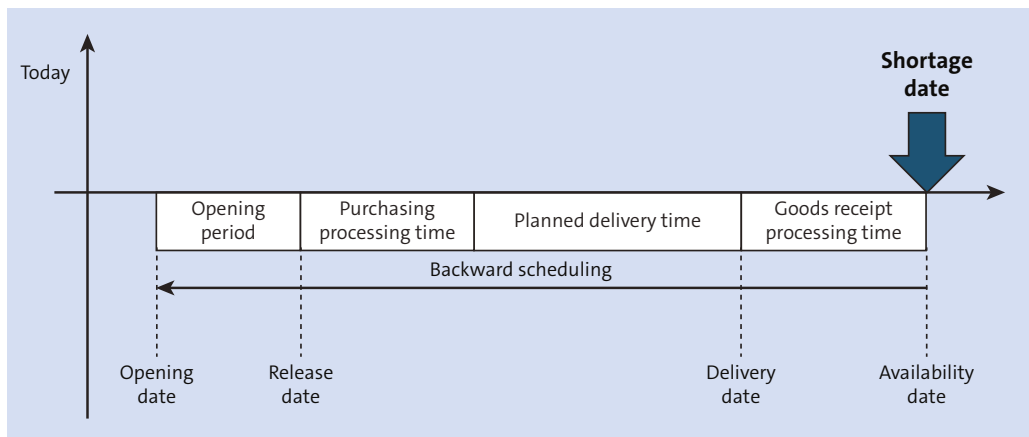 Today
Shortage
date
Opening
period
Purchasing
processing time
Planned delivery time
Goods receipt
processing time
Backward scheduling
Opening
date
Release
date
Delivery
date
Availability
date